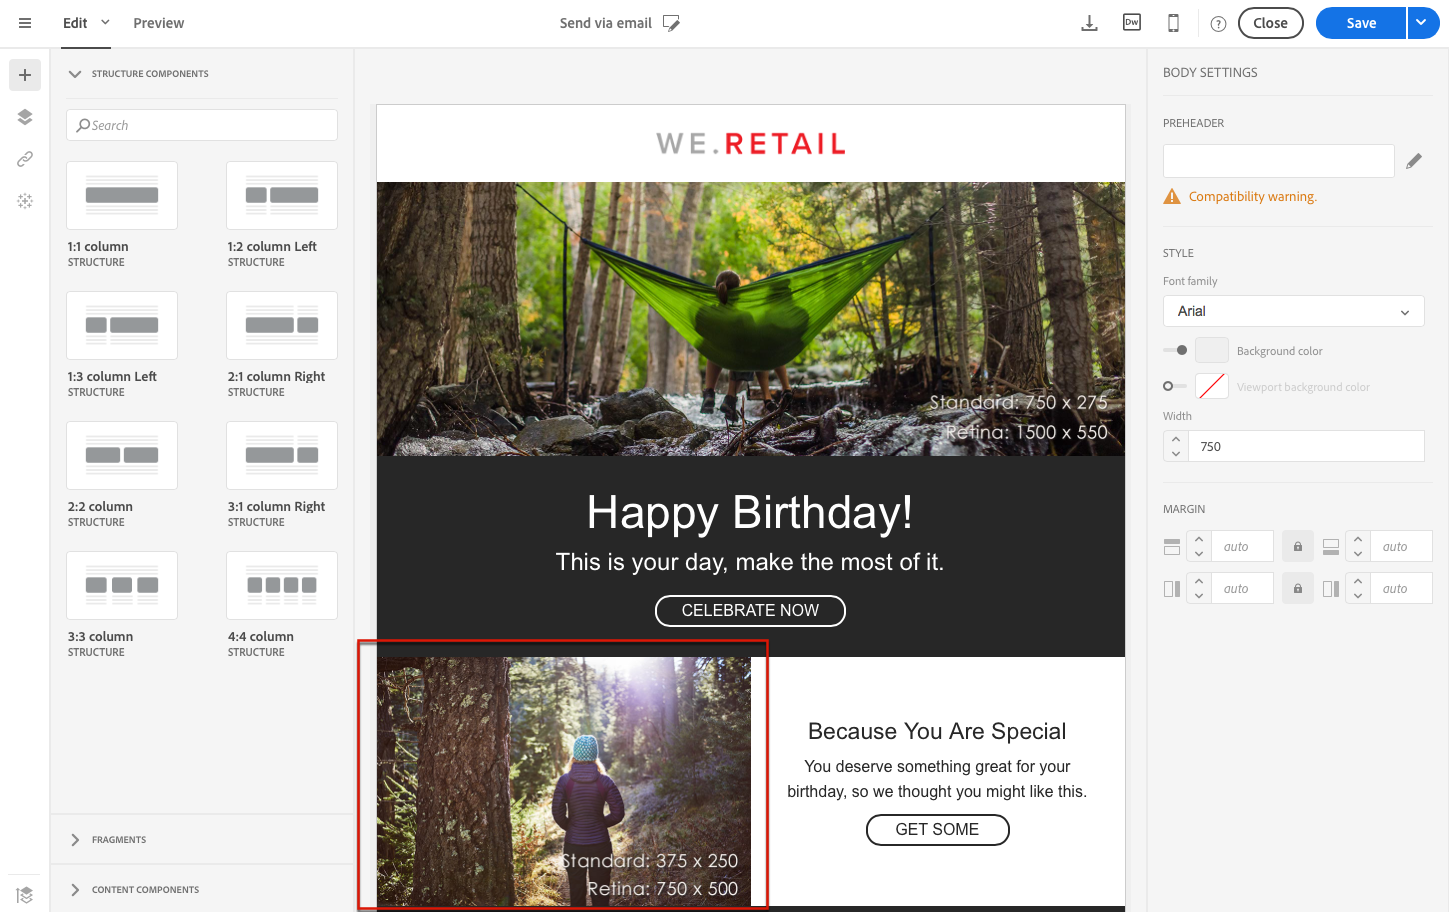 Edit
Preview
Send via email
Dw
?
Close
Save
STRUCTURE COMPONENTS
Search
1:1 column
STRUCTURE
1:2 column Left
STRUCTURE
1:3 column Left
STRUCTURE
2:1 column Right
STRUCTURE
2:2 column
STRUCTURE
3:1 column Right
STRUCTURE
3:3 column
STRUCTURE
4:4 column
STRUCTURE
FRAGMENTS
CONTENT COMPONENTS
WE.RETAIL
Standard: 750 x 275
Retina: 1500 x 550
Happy Birthday!
This is your day, make the most of it.
CELEBRATE NOW
Standard: 375 x 250
Retina: 750 x 500
Because You Are Special
You deserve something great for your
birthday, so we thought you might like this.
GET SOME
BODY SETTINGS
PREHEADER
Compatibility warning.
STYLE
Font family
Arial
Background color
Viewport background color
Width
750
MARGIN
auto
auto
auto
auto